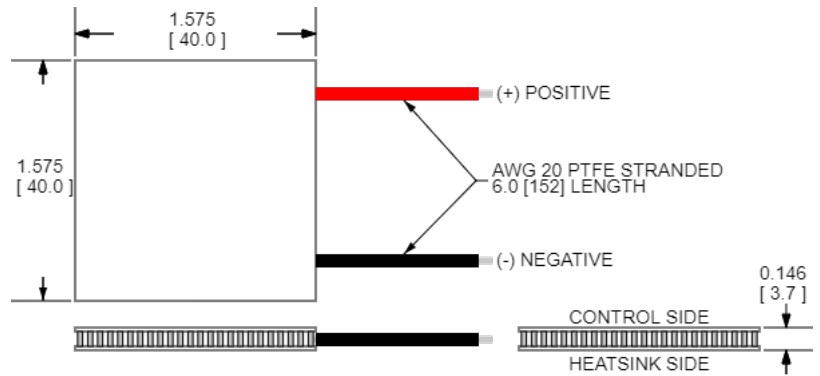 1.575
[ 40.0 ]
(+) POSITIVE
1.575
[ 40.0 ]
AWG 20 PTFE STRANDED
6.0 [152] LENGTH
(-) NEGATIVE
0.146
[ 3.7 ]
CONTROL SIDE
HEATSINK SIDE